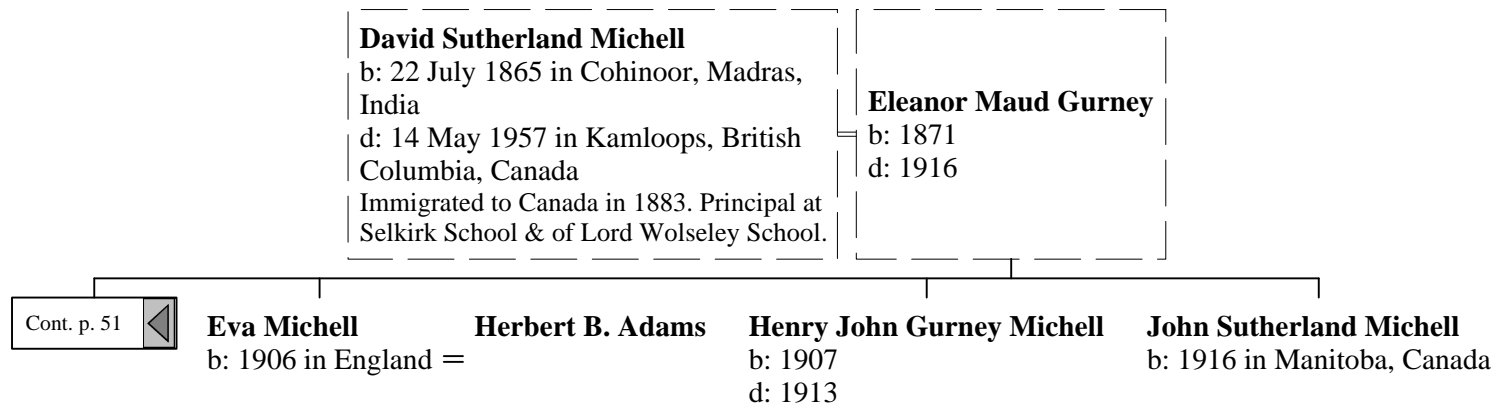 David Sutherland Michell
b: 22 July 1865 in Cohinoor, Madras,
India
d: 14 May 1957 in Kamloops, British
Columbia, Canada
Immigrated to Canada in 1883. Principal at
Selkirk School & of Lord Wolseley School.
Eleanor Maud Gurney
b: 1871
d: 1916
Cont. p. 51
Eva Michell
b: 1906 in England =
Herbert B. Adams
Henry John Gurney Michell
b: 1907
d: 1913
John Sutherland Michell
b: 1916 in Manitoba, Canada